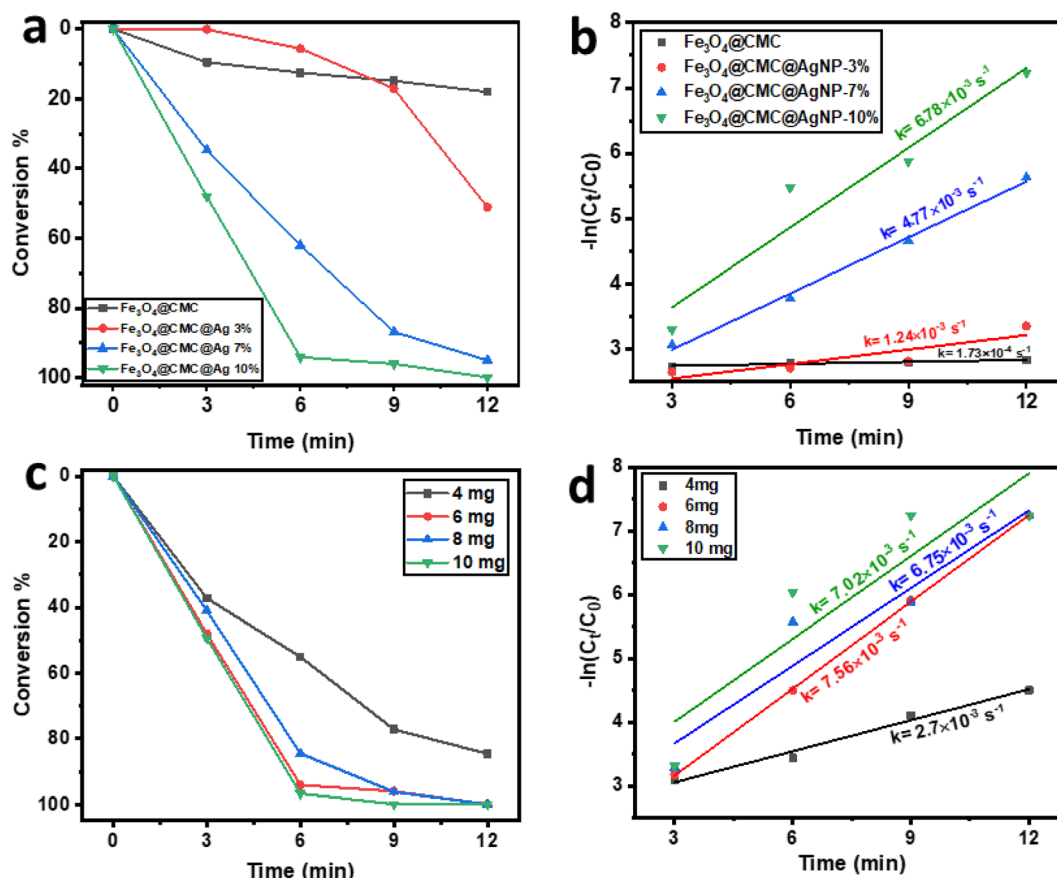 a
Conversion %
0
20
40
60
80
100
Fe₃O₄@CMC
Fe₃O₄@CMC@Ag 3%
Fe₃O₄@CMC@Ag 7%
Fe₃O₄@CMC@Ag 10%
0 3 6 9 12
Time (min)
b
-ln(Cₜ/C₀)
8
7
6
5
4
3
Fe₃O₄@CMC
Fe₃O₄@CMC@AgNP-3%
Fe₃O₄@CMC@AgNP-7%
Fe₃O₄@CMC@AgNP-10%
k= 6.78×10⁻³ s⁻¹
k= 4.77×10⁻³ s⁻¹
k= 1.24×10⁻³ s⁻¹
k= 1.73×10⁻⁴ s⁻¹
3 6 9 12
Time (min)
c
Conversion %
0
20
40
60
80
100
4 mg
6 mg
8 mg
10 mg
0 3 6 9 12
Time (min)
d
-ln(Cₜ/C₀)
8
7
6
5
4
3
4mg
6mg
8mg
10 mg
k= 7.02×10⁻³ s⁻¹
k= 6.75×10⁻³ s⁻¹
k= 7.56×10⁻³ s⁻¹
k= 2.7×10⁻³ s⁻¹
3 6 9 12
Time (min)